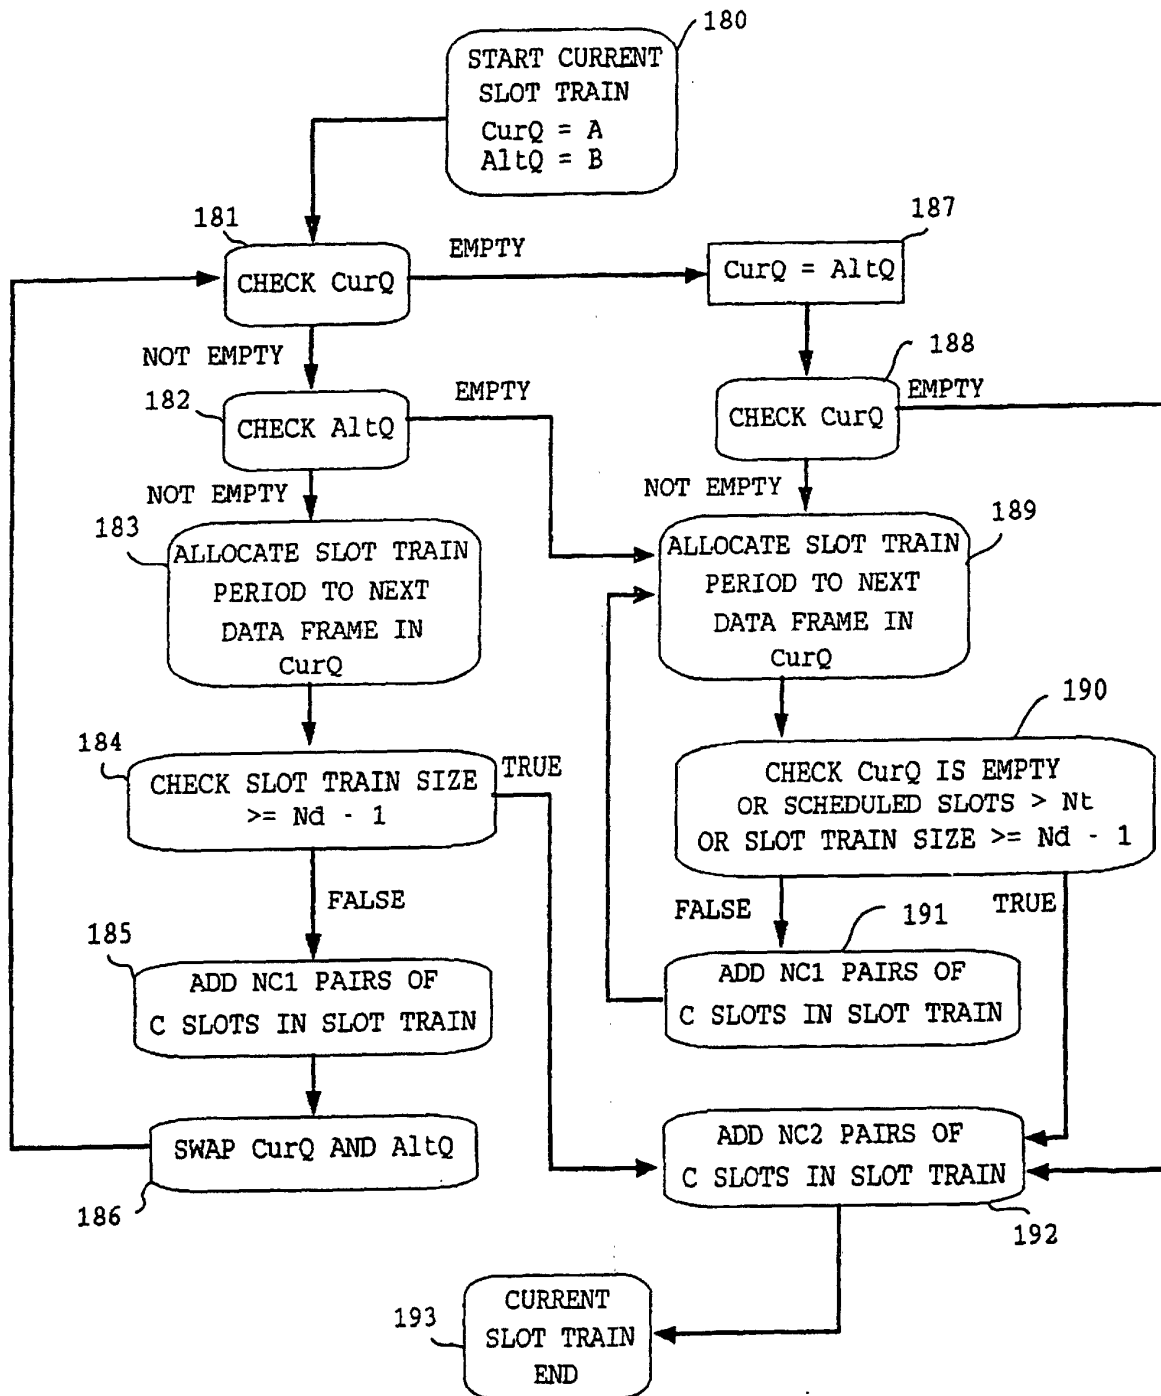 180
START CURRENT
SLOT TRAIN
CurQ = A
AltQ = B
181
CHECK CurQ
EMPTY
187
CurQ = AltQ
NOT EMPTY
182
CHECK AltQ
EMPTY
188
CHECK CurQ
EMPTY
NOT EMPTY
183
ALLOCATE SLOT TRAIN
PERIOD TO NEXT
DATA FRAME IN
CurQ
NOT EMPTY
189
ALLOCATE SLOT TRAIN
PERIOD TO NEXT
DATA FRAME IN
CurQ
184
CHECK SLOT TRAIN SIZE
>= Nd - 1
TRUE
190
CHECK CurQ IS EMPTY
OR SCHEDULED SLOTS > Nt
OR SLOT TRAIN SIZE >= Nd - 1
FALSE
FALSE
TRUE
185
ADD NC1 PAIRS OF
C SLOTS IN SLOT TRAIN
191
ADD NC1 PAIRS OF
C SLOTS IN SLOT TRAIN
SWAP CurQ AND AltQ
186
ADD NC2 PAIRS OF
C SLOTS IN SLOT TRAIN
192
193
CURRENT
SLOT TRAIN
END